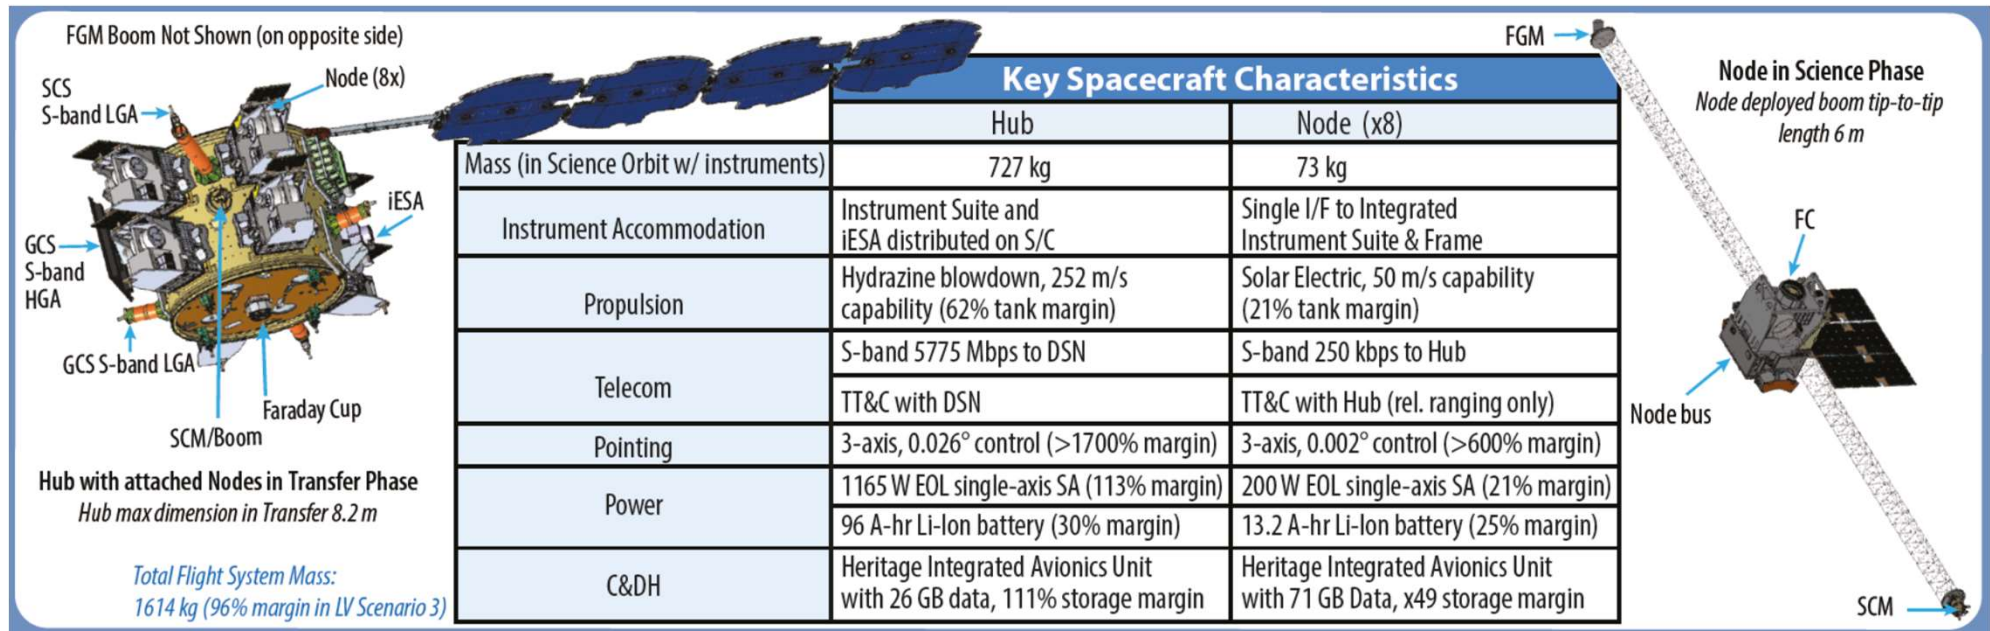 FGM Boom Not Shown (on opposite side)
SCS
S-band LGA
Node (8x)
iESA
GCS
S-band
HGA
GCS S-band LGA
Faraday Cup
SCM/Boom
Hub with attached Nodes in Transfer Phase
Hub max dimension in Transfer 8.2 m
Total Flight System Mass:
1614 kg (96% margin in LV Scenario 3)
Key Spacecraft Characteristics
Hub
Node (x8)
Mass (in Science Orbit w/ instruments)
727 kg
73 kg
Instrument Accommodation
Instrument Suite and
iESA distributed on S/C
Single I/F to Integrated
Instrument Suite & Frame
Propulsion
Hydrazine blowdown, 252 m/s
capability (62% tank margin)
Solar Electric, 50 m/s capability
(21% tank margin)
Telecom
S-band 5775 Mbps to DSN
S-band 250 kbps to Hub
TT&C with DSN
TT&C with Hub (rel. ranging only)
Pointing
3-axis, 0.026° control (>1700% margin)
3-axis, 0.002° control (>600% margin)
Power
1165 W EOL single-axis SA (113% margin)
200 W EOL single-axis SA (21% margin)
96 A-hr Li-Ion battery (30% margin)
13.2 A-hr Li-Ion battery (25% margin)
C&DH
Heritage Integrated Avionics Unit
with 26 GB data, 111% storage margin
Heritage Integrated Avionics Unit
with 71 GB Data, x49 storage margin
FGM
Node in Science Phase
Node deployed boom tip-to-tip
length 6 m
FC
Node bus
SCM